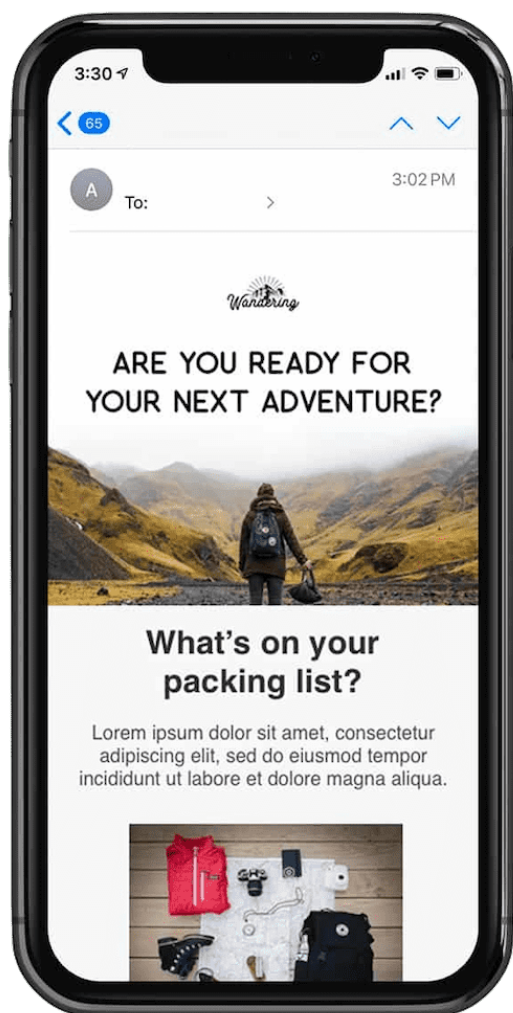 3:30
65
A
3:02 PM
To:
Wandering
ARE YOU READY FOR
YOUR NEXT ADVENTURE?
What’s on your
packing list?
Lorem ipsum dolor sit amet, consectetur
adipiscing elit, sed do eiusmod tempor
incididunt ut labore et dolore magna aliqua.